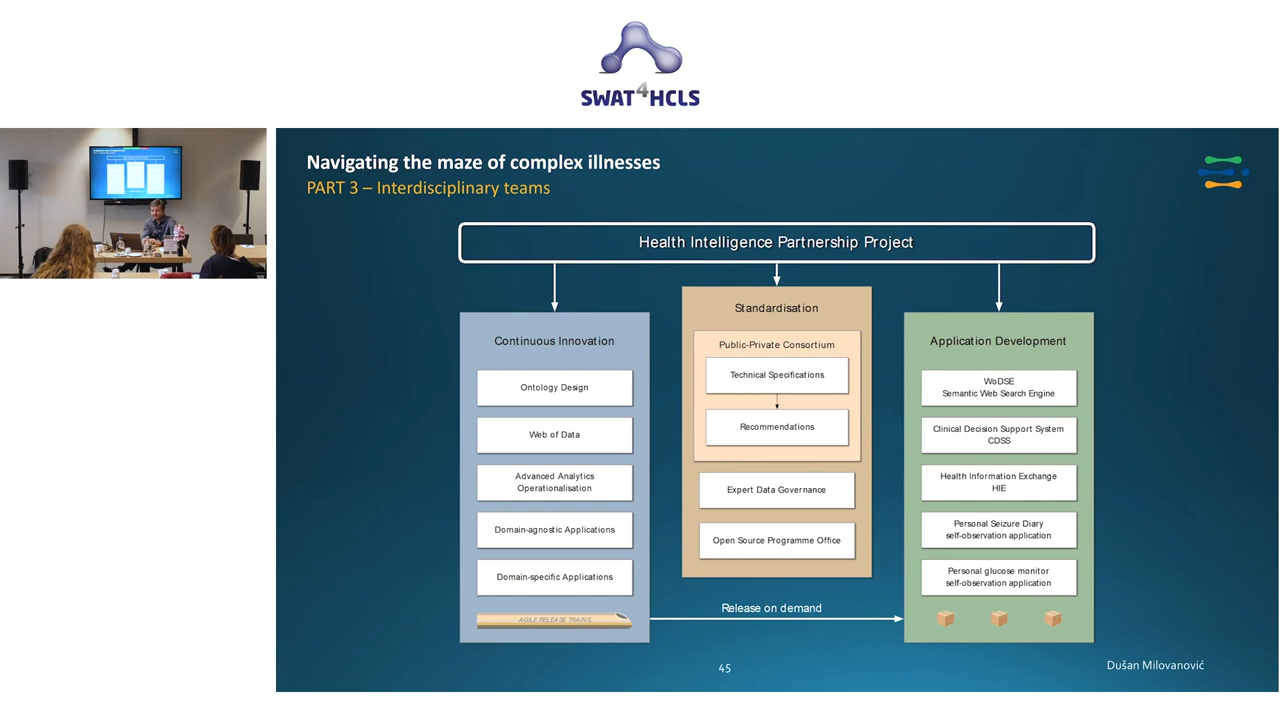 SWAT4HCLS
Navigating the maze of complex illnesses
PART 3 – Interdisciplinary teams
Health Intelligence Partnership Project
Continuous Innovation
Ontology Design
Web of Data
Advanced Analytics
Operationalisation
Domain-agnostic Applications
Domain-specific Applications
AGILE RELEASE TRAINS
Standardisation
Public-Private Consortium
Technical Specifications
Recommendations
Expert Data Governance
Open Source Programme Office
Application Development
WoDSE
Semantic Web Search Engine
Clinical Decision Support System
CDSS
Health Information Exchange
HIE
Personal Seizure Diary
self-observation application
Personal glucose monitor
self-observation application
Release on demand
45
Dušan Milovanović